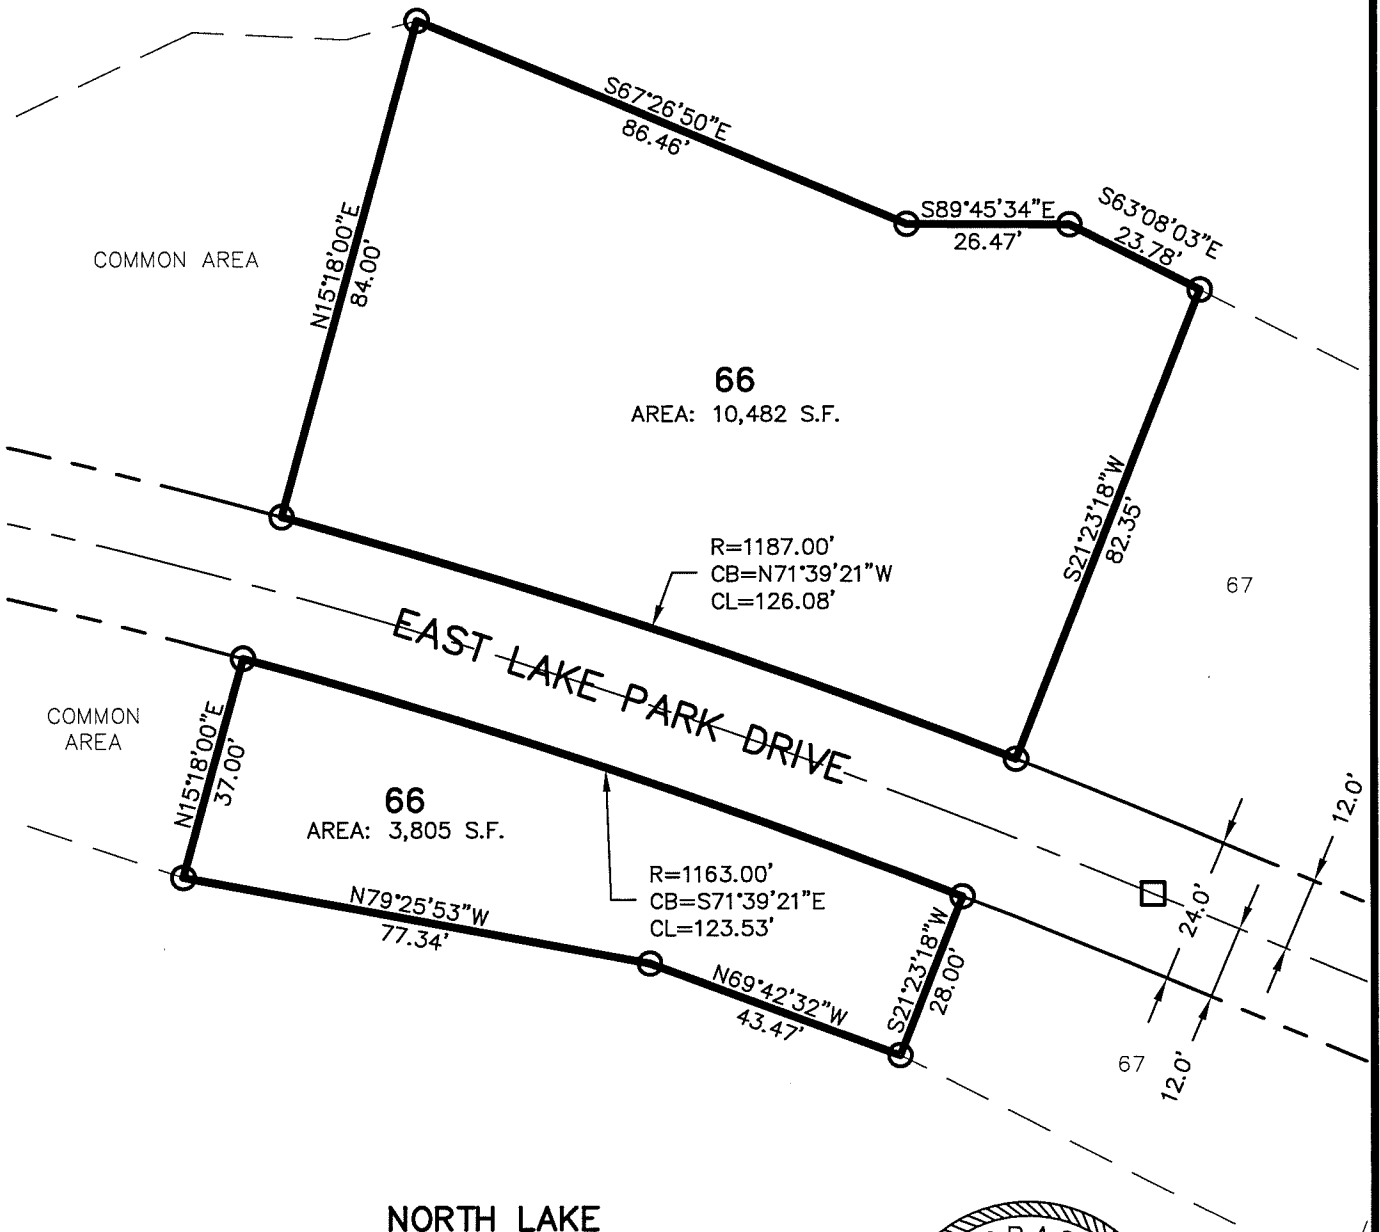 S67°26'50"E
86.46'
S89°45'34"E
26.47'
S63°08'03"E
23.78'
COMMON AREA
N15°18'00"E
84.00'
66
AREA: 10,482 S.F.
S21°23'18"W
82.35'
R=1187.00'
CB=N71°39'21"W
CL=126.08'
67
EAST LAKE PARK DRIVE
COMMON
AREA
N15°18'00"E
37.00'
66
AREA: 3,805 S.F.
R=1163.00'
CB=S71°39'21"E
CL=123.53'
N79°25'53"W
77.34'
N69°42'32"W
43.47'
S21°23'18"W
28.00'
24.0'
12.0'
12.0'
67
NORTH LAKE